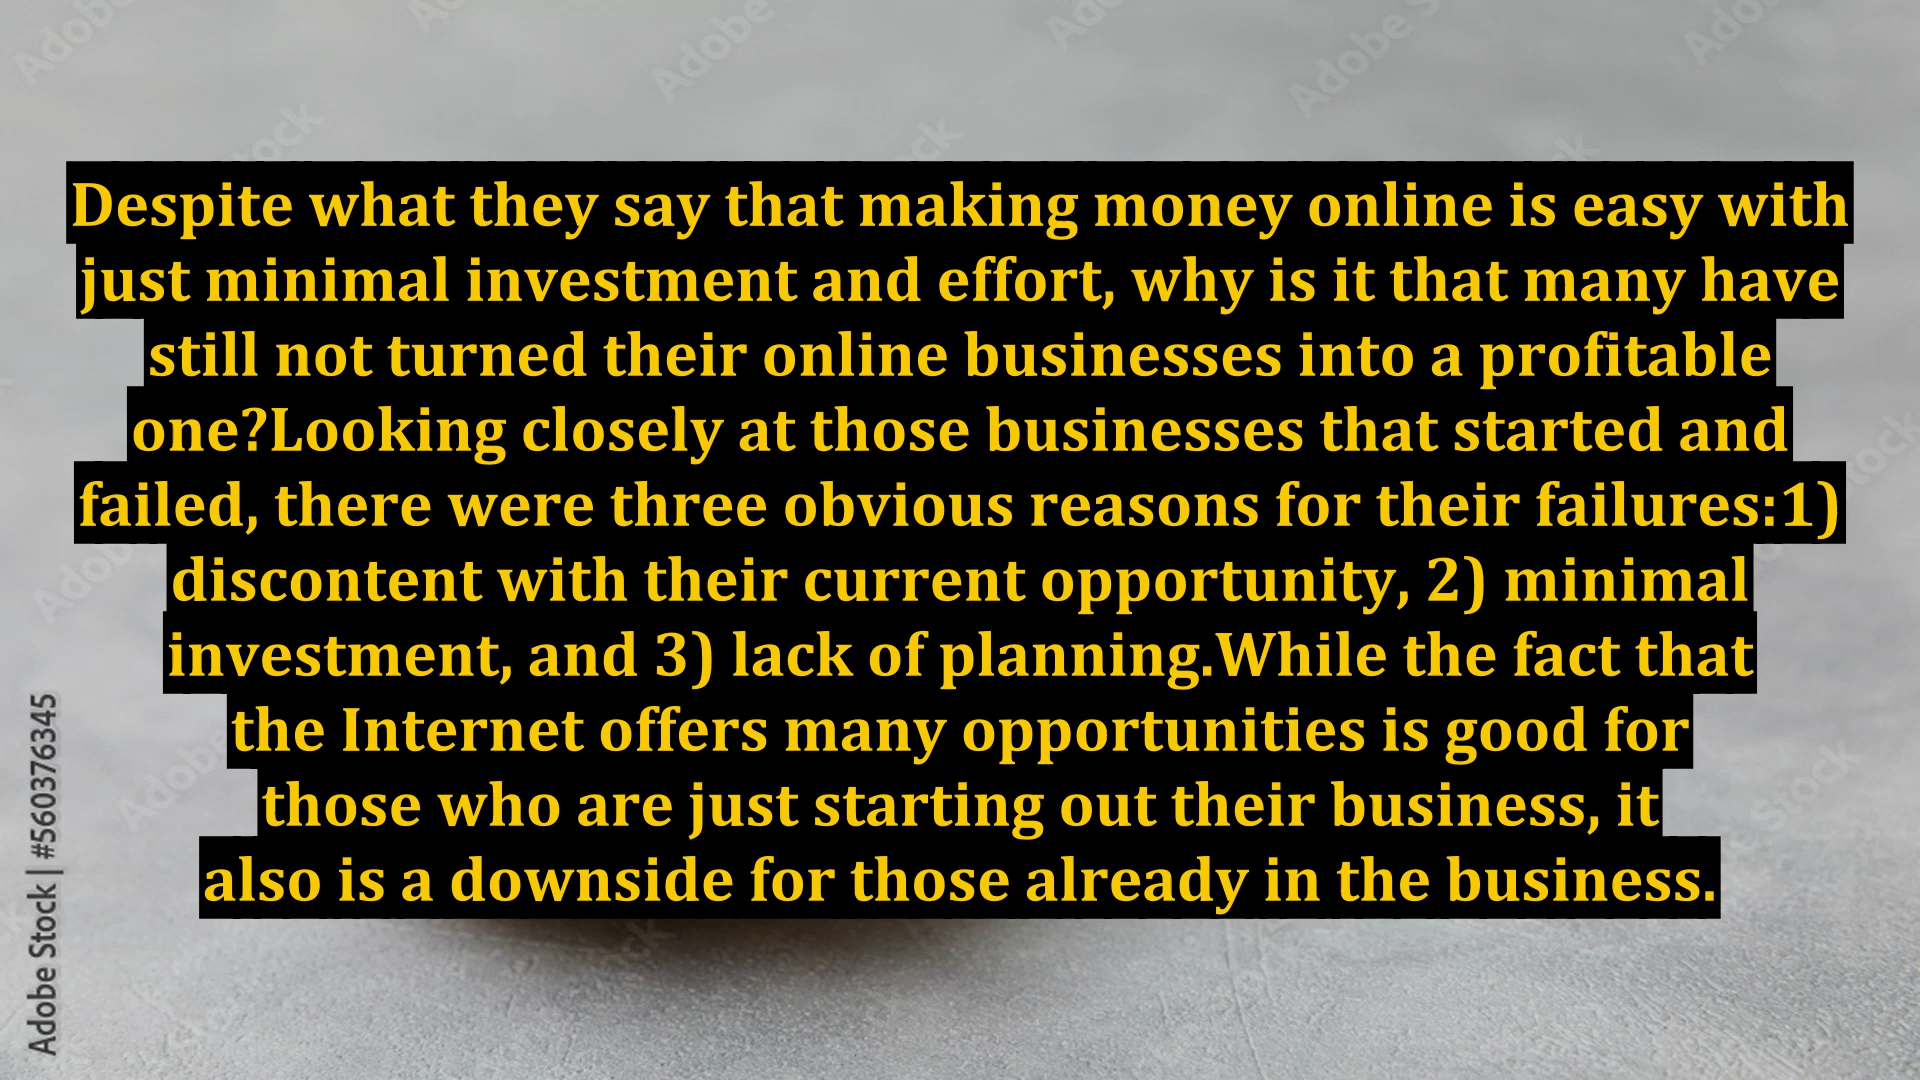 Despite what they say that making money online is easy with
just minimal investment and effort, why is it that many have
still not turned their online businesses into a profitable
one?Looking closely at those businesses that started and
failed, there were three obvious reasons for their failures:1)
discontent with their current opportunity, 2) minimal
investment, and 3) lack of planning.While the fact that
the Internet offers many opportunities is good for
those who are just starting out their business, it
also is a downside for those already in the business.
Adobe Stock | #560376345